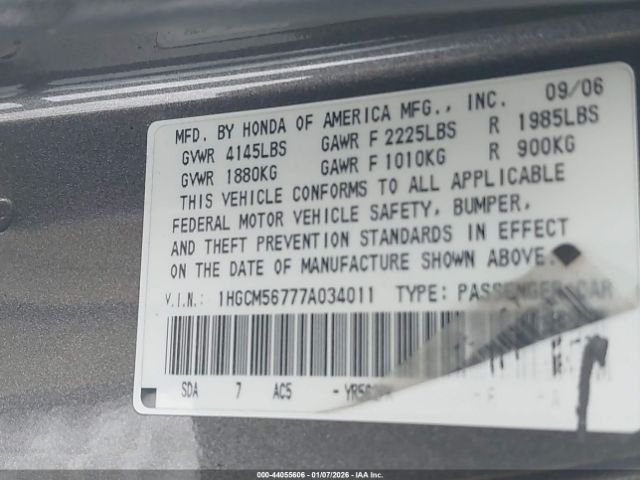 MFD. BY HONDA OF AMERICA MFG., INC. 09/06
GVWR 4145LBS GAWR F 2225LBS R 1985LBS
GVWR 1880KG GAWR F 1010KG R 900KG
THIS VEHICLE CONFORMS TO ALL APPLICABLE
FEDERAL MOTOR VEHICLE SAFETY, BUMPER,
AND THEFT PREVENTION STANDARDS IN EFFECT
ON THE DATE OF MANUFACTURE SHOWN ABOVE.
V.I.N.: 1HGCM56777A034011 TYPE: PASSENGER CAR
SDA 7 AC5
000-44055606 - 01/07/2026 - IAAI.com